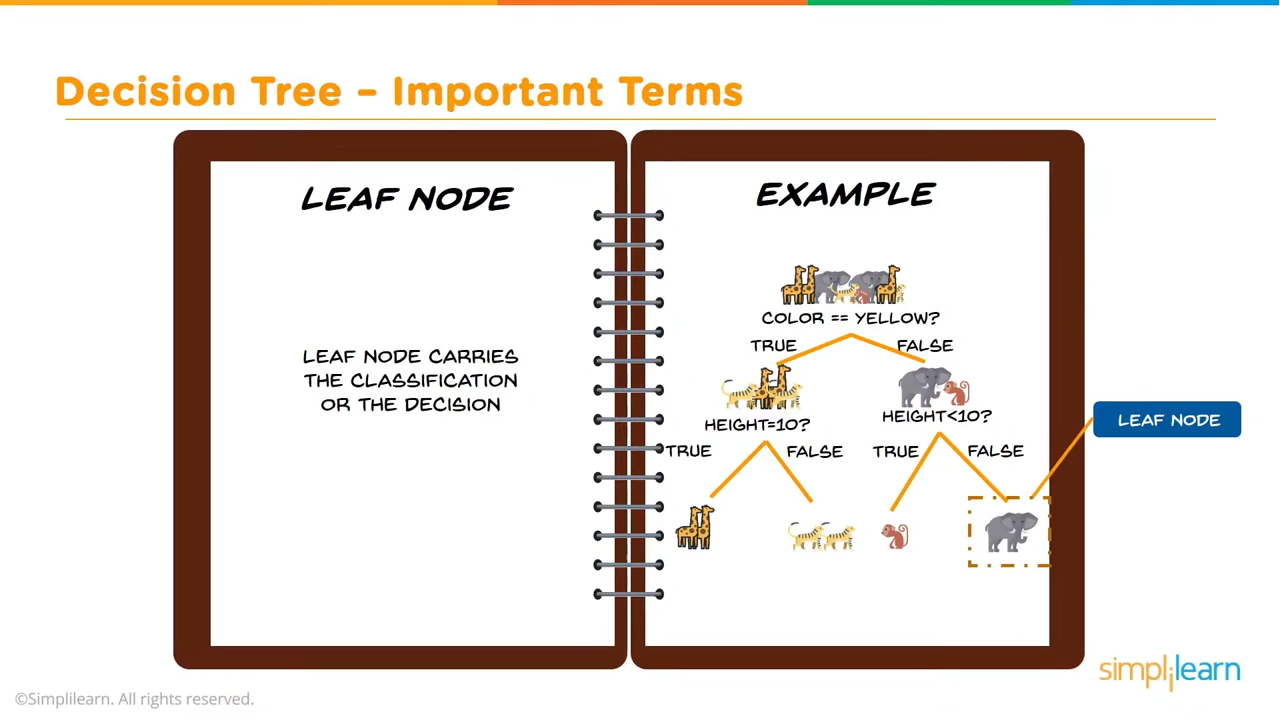 Decision Tree – Important Terms
LEAF NODE
LEAF NODE CARRIES
THE CLASSIFICATION
OR THE DECISION
EXAMPLE
COLOR == YELLOW?
TRUE
FALSE
HEIGHT=10?
HEIGHT<10?
TRUE
FALSE
TRUE
FALSE
LEAF NODE
simplilearn
©Simplilearn. All rights reserved.